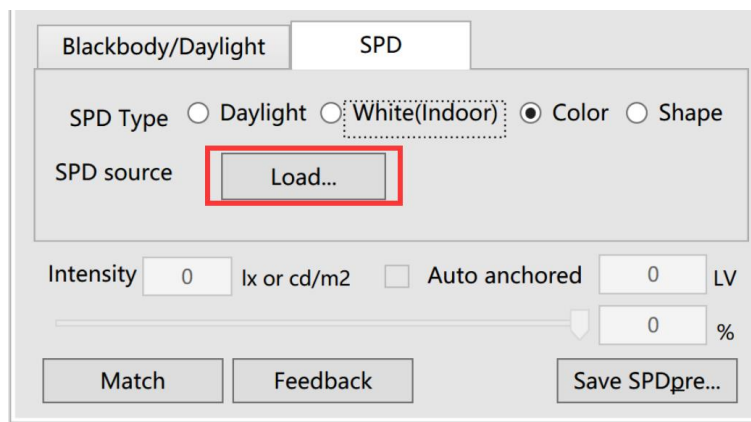 Blackbody/Daylight SPD
SPD Type Daylight White(Indoor) Color Shape
SPD source Load...
Intensity 0 lx or cd/m2 Auto anchored 0 LV
0 %
Match Feedback Save SPDpre...